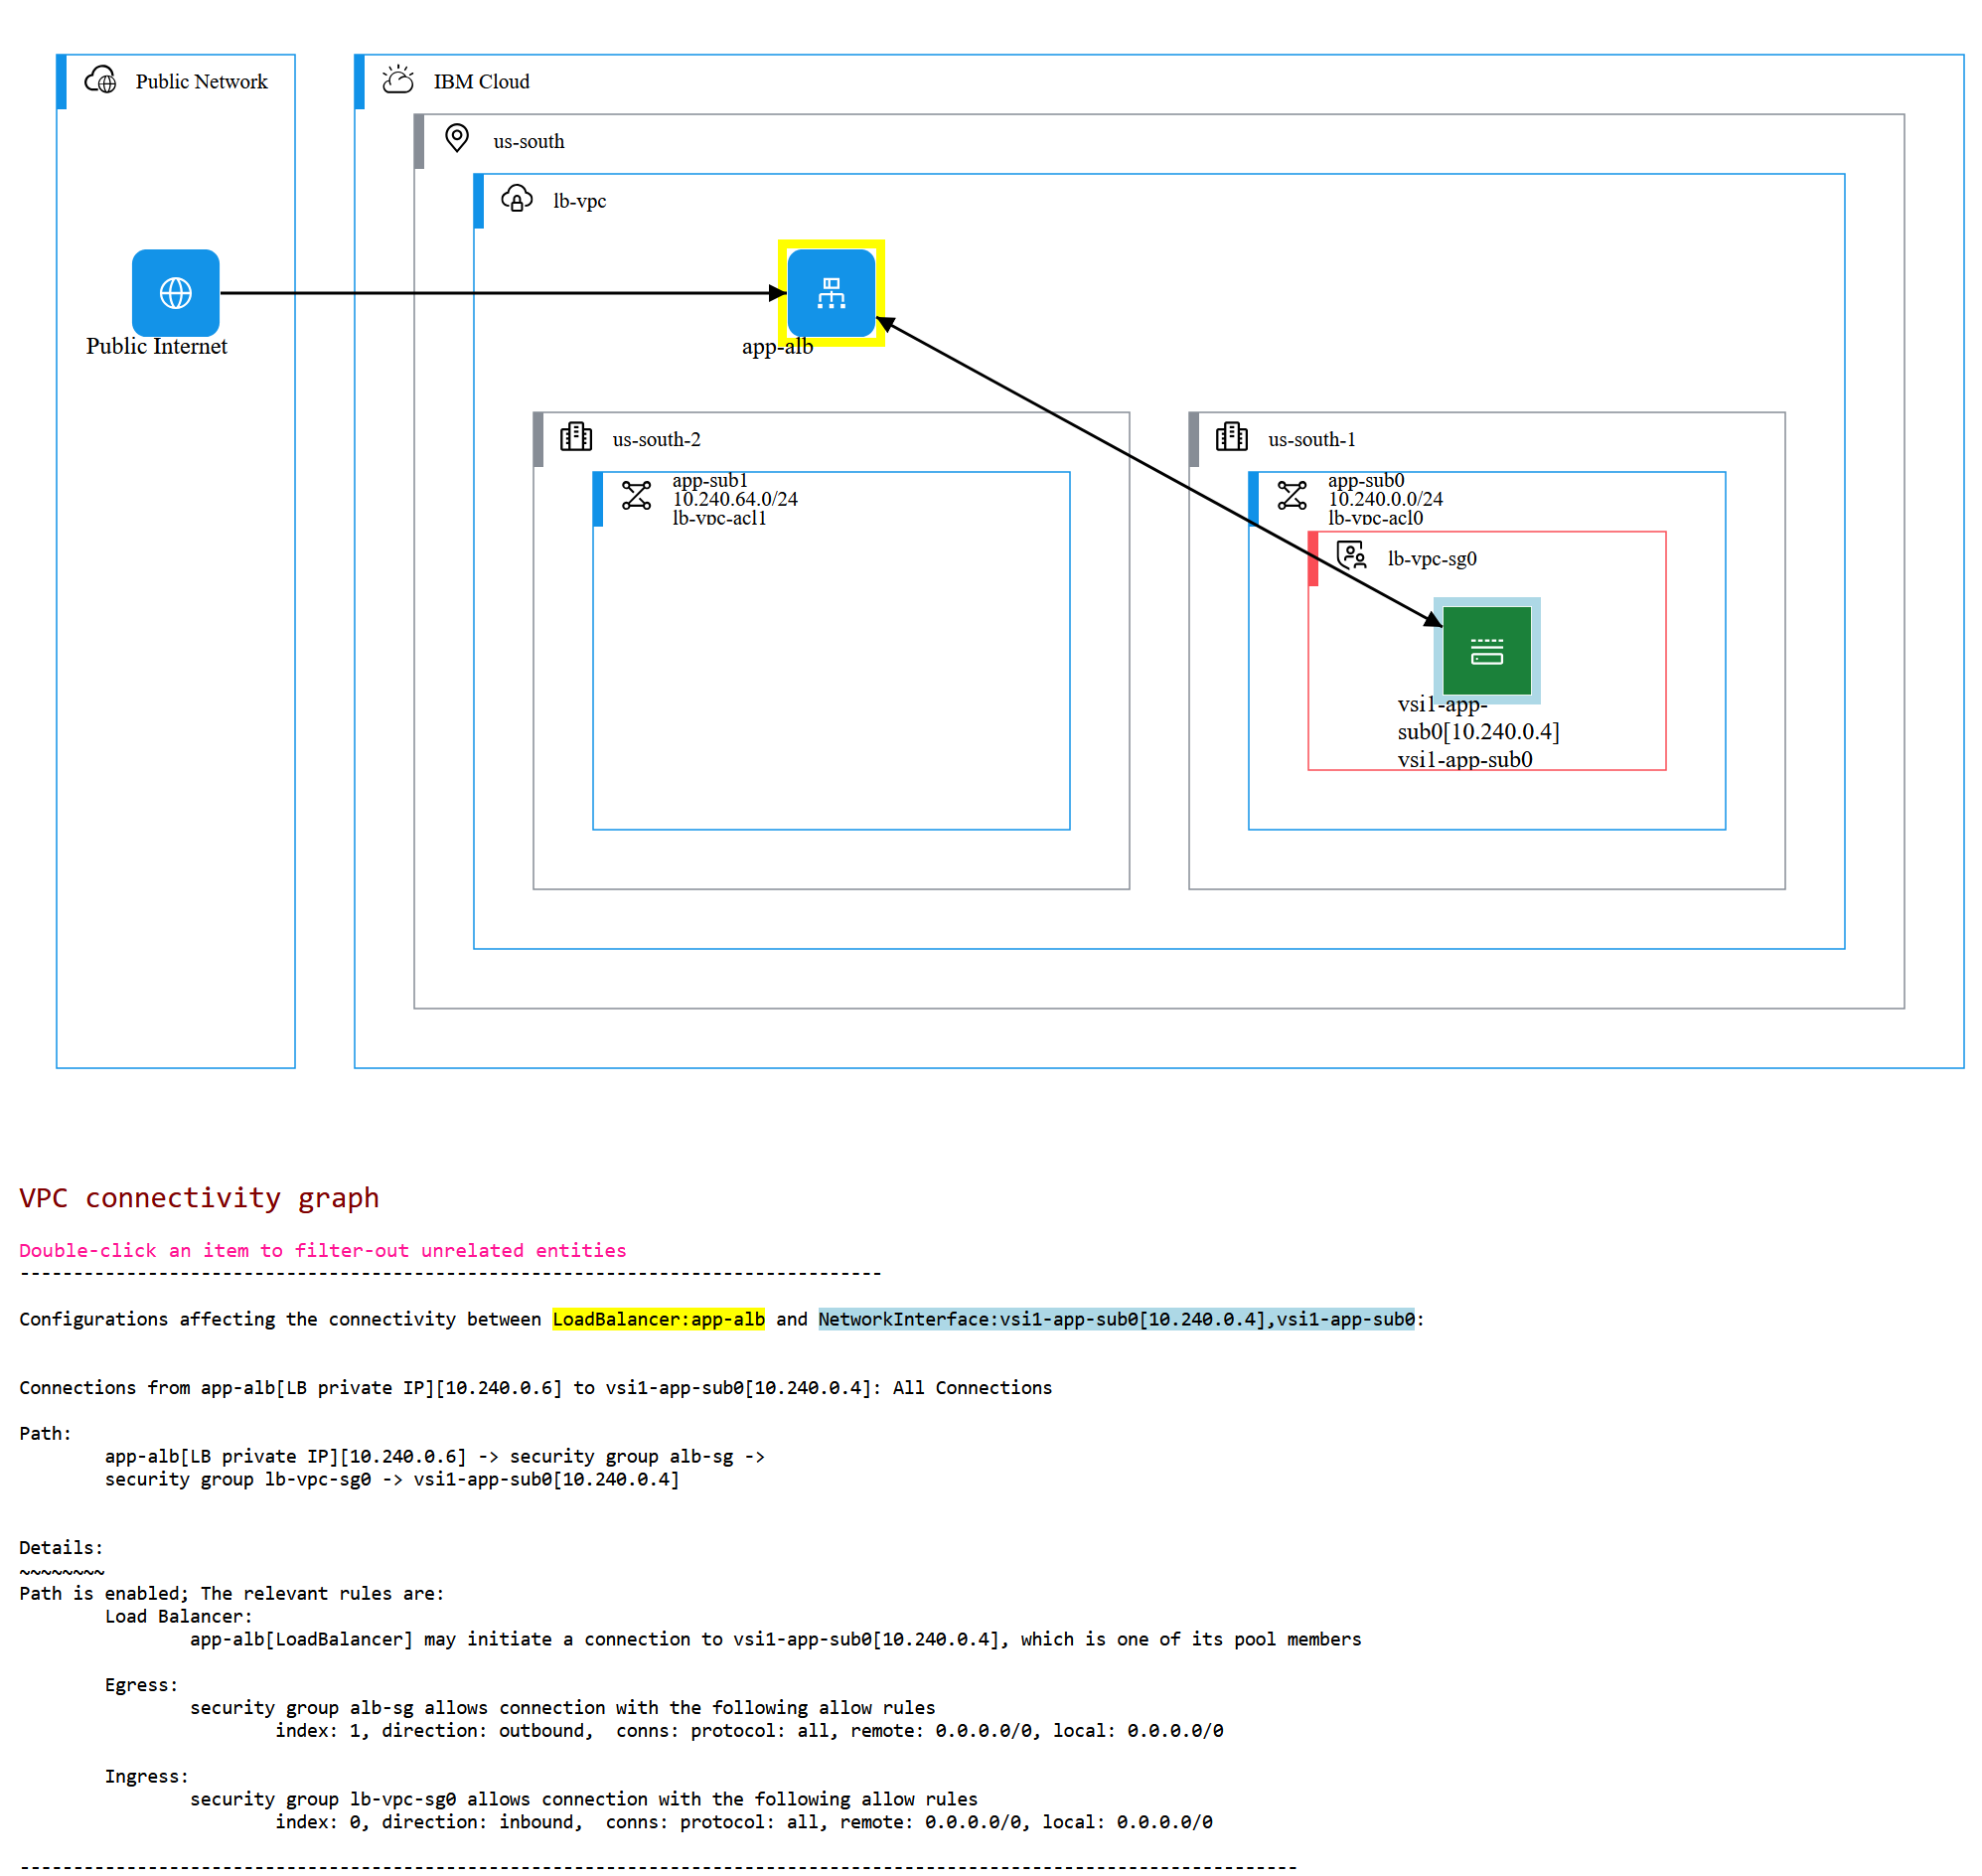 Public Network
IBM Cloud
us-south
lb-vpc
Public Internet
app-alb
us-south-2
us-south-1
app-sub1
10.240.64.0/24
lb-vpc-acl1
app-sub0
10.240.0.0/24
lb-vpc-acl0
lb-vpc-sg0
vsi1-app-
sub0[10.240.0.4]
vsi1-app-sub0
VPC connectivity graph
Double-click an item to filter-out unrelated entities
---------------------------------------------------------------------------------
Configurations affecting the connectivity between LoadBalancer:app-alb and NetworkInterface:vsi1-app-sub0[10.240.0.4],vsi1-app-sub0:
Connections from app-alb[LB private IP][10.240.0.6] to vsi1-app-sub0[10.240.0.4]: All Connections
Path:
app-alb[LB private IP][10.240.0.6] -> security group alb-sg ->
security group lb-vpc-sg0 -> vsi1-app-sub0[10.240.0.4]
Details:
~~~~~~~~
Path is enabled; The relevant rules are:
Load Balancer:
app-alb[LoadBalancer] may initiate a connection to vsi1-app-sub0[10.240.0.4], which is one of its pool members
Egress:
security group alb-sg allows connection with the following allow rules
index: 1, direction: outbound,  conns: protocol: all, remote: 0.0.0.0/0, local: 0.0.0.0/0
Ingress:
security group lb-vpc-sg0 allows connection with the following allow rules
index: 0, direction: inbound,  conns: protocol: all, remote: 0.0.0.0/0, local: 0.0.0.0/0
------------------------------------------------------------------------------------------------------------------------